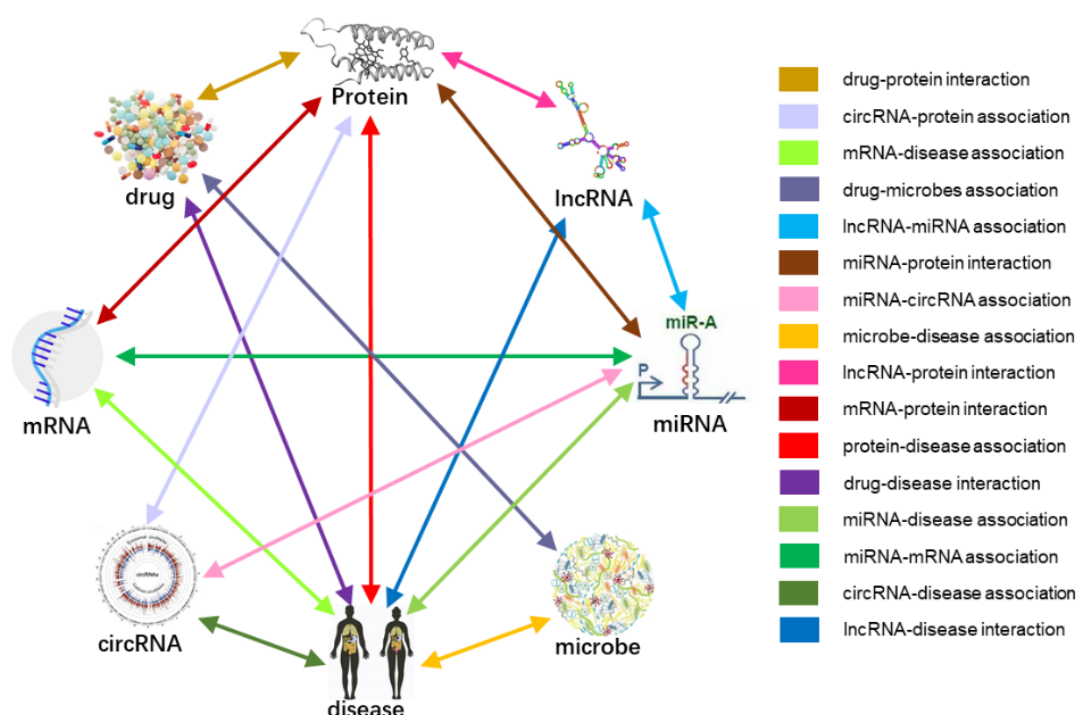 Protein
drug
lncRNA
miR-A
P
mRNA
miRNA
circRNA
microbe
disease
drug-protein interaction
circRNA-protein association
mRNA-disease association
drug-microbes association
lncRNA-miRNA association
miRNA-protein interaction
miRNA-circRNA association
microbe-disease association
lncRNA-protein interaction
mRNA-protein interaction
protein-disease association
drug-disease interaction
miRNA-disease association
miRNA-mRNA association
circRNA-disease association
lncRNA-disease interaction